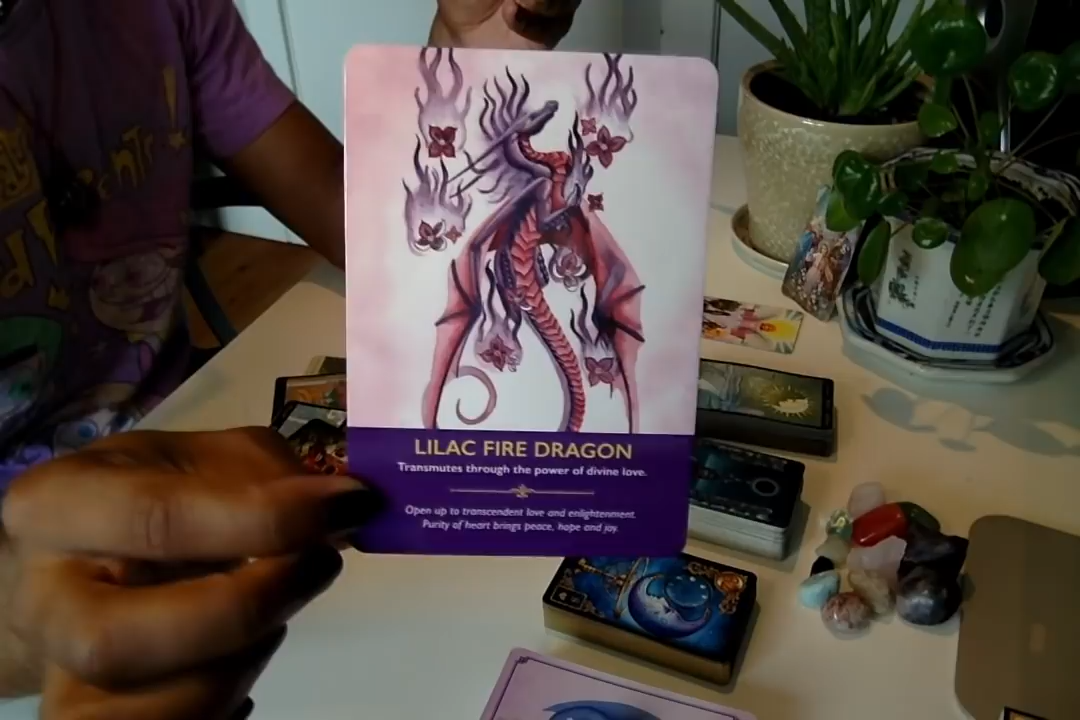 LILAC FIRE DRAGON
Transmutes through the power of divine love.
Open up to transcendent love and enlightenment.
Purity of heart brings peace, hope and joy.